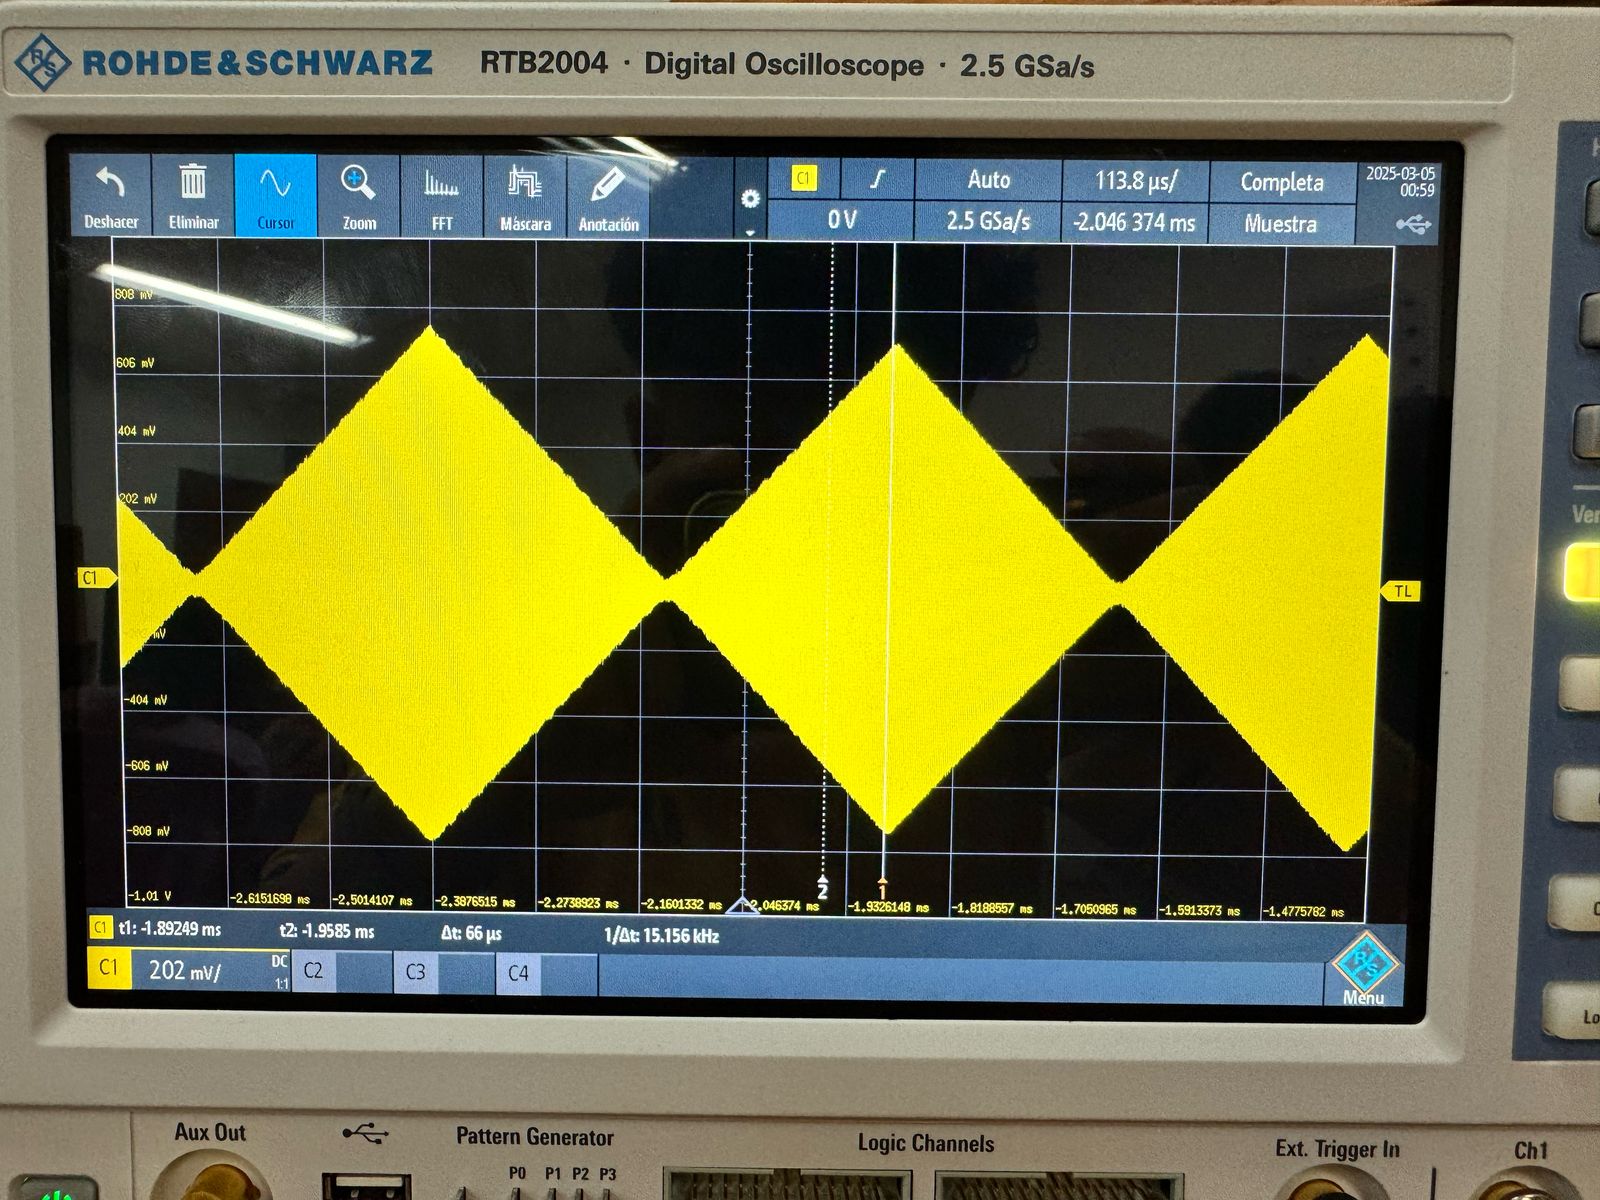 ROHDE&SCHWARZ RTB2004 · Digital Oscilloscope · 2.5 GSa/s
Deshacer Eliminar Cursor Zoom FFT Máscara Anotación
C1 Auto 113.8 µs/ Completa 2025-03-05
00:59
0 V 2.5 GSa/s -2.046 374 ms Muestra
808 mV
606 mV
404 mV
202 mV
C1 TL
mV
-404 mV
-606 mV
-808 mV
2 1
-1.01 V -2.6151698 ms -2.5014107 ms -2.3876515 ms -2.2738923 ms -2.1601332 ms -2.046374 ms -1.9326148 ms -1.8188557 ms -1.7050965 ms -1.5913373 ms -1.4775782 ms
C1 t1: -1.89249 ms t2: -1.9585 ms Δt: 66 µs 1/Δt: 15.156 kHz
C1 202 mV/ DC
1:1
C2 C3 C4
R S
Menu
Aux Out Pattern Generator Logic Channels Ext. Trigger In Ch1
P0 P1 P2 P3